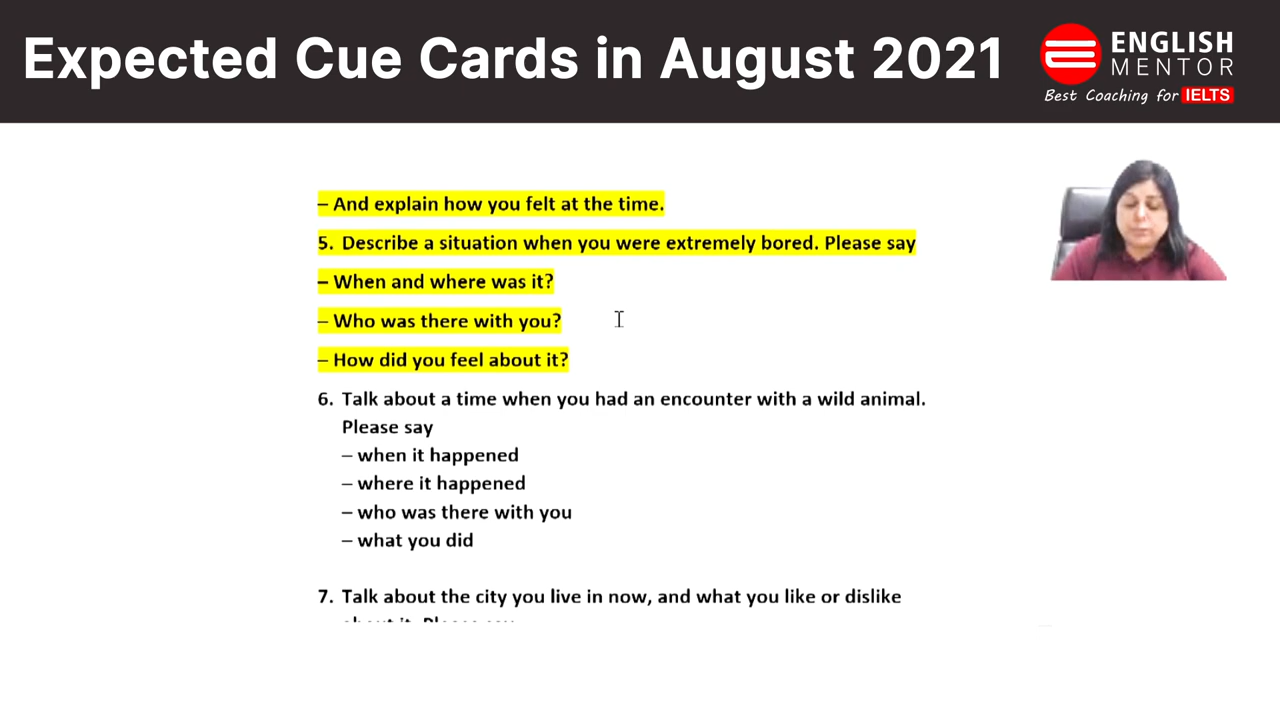 Expected Cue Cards in August 2021
ENGLISH
MENTOR
Best Coaching for IELTS
– And explain how you felt at the time.
5. Describe a situation when you were extremely bored. Please say
– When and where was it?
– Who was there with you?
– How did you feel about it?
6. Talk about a time when you had an encounter with a wild animal.
Please say
– when it happened
– where it happened
– who was there with you
– what you did
7. Talk about the city you live in now, and what you like or dislike